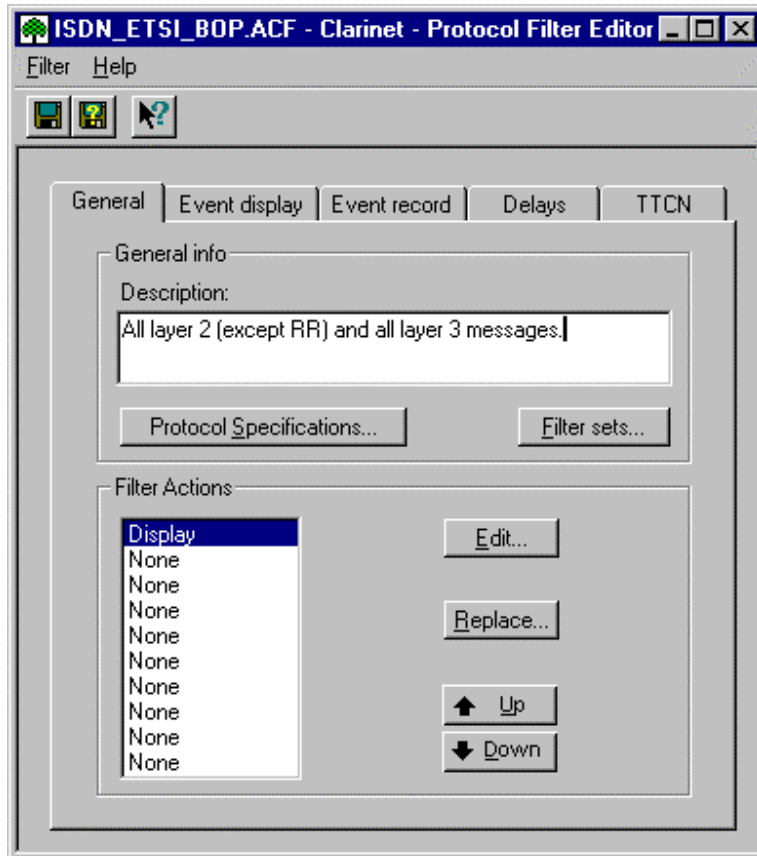 ISDN_ETSI_BOP.ACF - Clarinet - Protocol Filter Editor
Filter Help
General Event display Event record Delays TTCN
General info
Description:
All layer 2 (except RR) and all layer 3 messages.
Protocol Specifications... Filter sets...
Filter Actions
Display
Edit...
None
None
None
Replace...
None
None
None
None
Up
None
Down
None